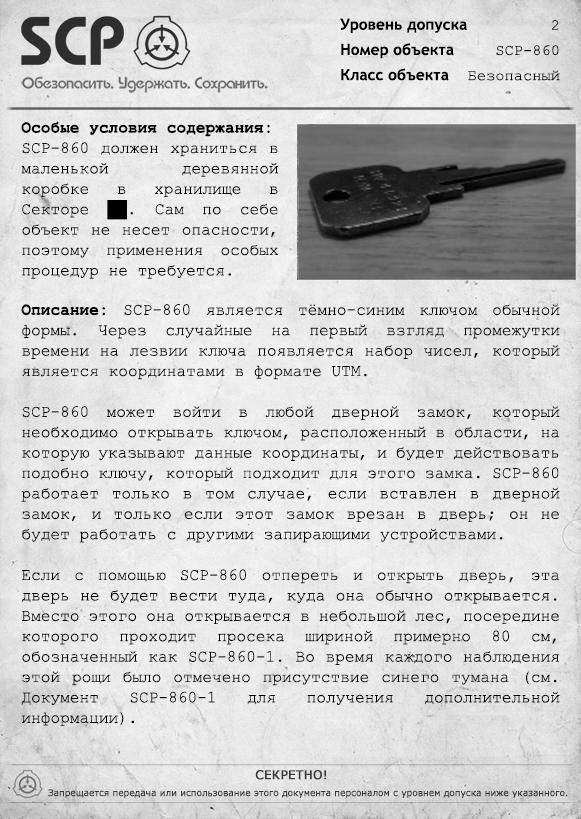 SCP
Обезопасить. Удержать. Сохранить.
Уровень допуска 2
Номер объекта SCP-860
Класс объекта Безопасный
Особые условия содержания:
SCP-860 должен храниться в
маленькой деревянной
коробке в хранилище в
Секторе █. Сам по себе
объект не несет опасности,
поэтому применения особых
процедур не требуется.
Описание: SCP-860 является тёмно-синим ключом обычной
формы. Через случайные на первый взгляд промежутки
времени на лезвии ключа появляется набор чисел, который
является координатами в формате UTM.
SCP-860 может войти в любой дверной замок, который
необходимо открывать ключом, расположенный в области, на
которую указывают данные координаты, и будет действовать
подобно ключу, который подходит для этого замка. SCP-860
работает только в том случае, если вставлен в дверной
замок, и только если этот замок врезан в дверь; он не
будет работать с другими запирающими устройствами.
Если с помощью SCP-860 отпереть и открыть дверь, эта
дверь не будет вести туда, куда она обычно открывается.
Вместо этого она открывается в небольшой лес, посередине
которого проходит просека шириной примерно 80 см,
обозначенный как SCP-860-1. Во время каждого наблюдения
этой рощи было отмечено присутствие синего тумана (см.
Документ SCP-860-1 для получения дополнительной
информации).
СЕКРЕТНО!
Запрещается передача или использование этого документа персоналом с уровнем допуска ниже указанного.